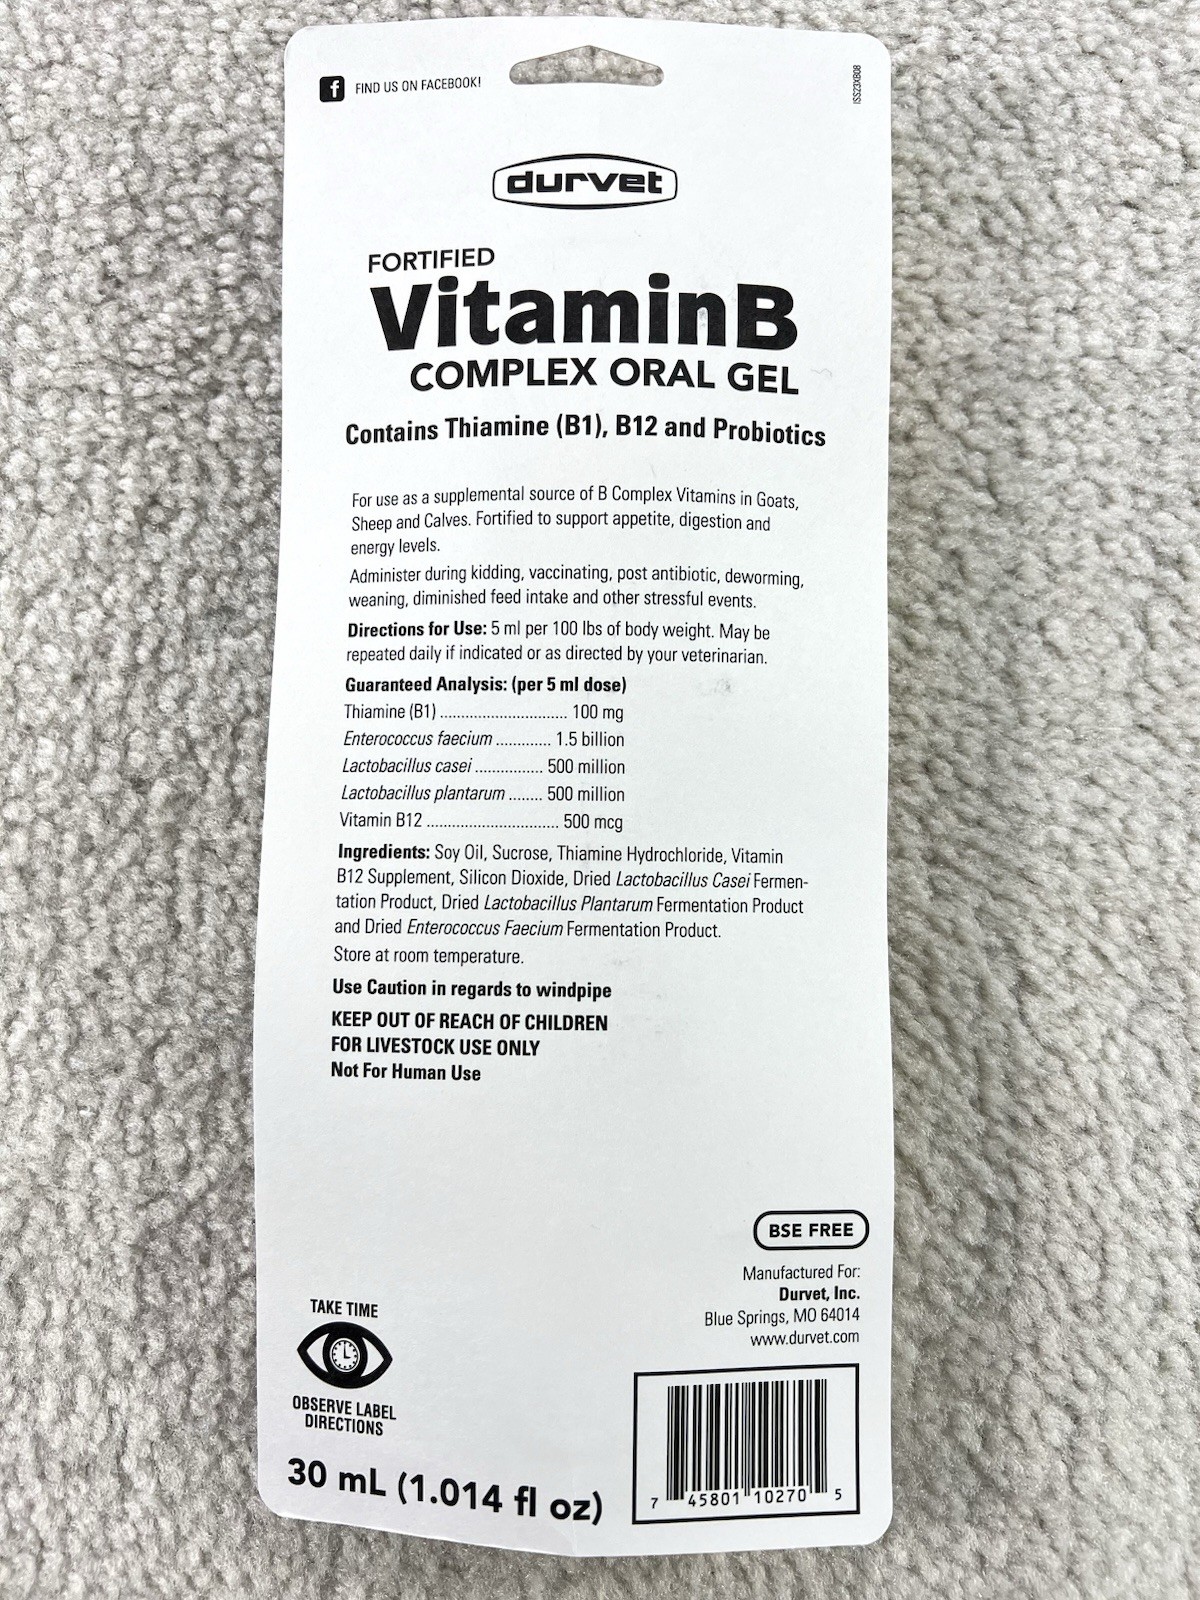 f FIND US ON FACEBOOK!
ISS23XB08
durvet
FORTIFIED
VitaminB
COMPLEX ORAL GEL
Contains Thiamine (B1), B12 and Probiotics
For use as a supplemental source of B Complex Vitamins in Goats,
Sheep and Calves. Fortified to support appetite, digestion and
energy levels.
Administer during kidding, vaccinating, post antibiotic, deworming,
weaning, diminished feed intake and other stressful events.
Directions for Use: 5 ml per 100 lbs of body weight. May be
repeated daily if indicated or as directed by your veterinarian.
Guaranteed Analysis: (per 5 ml dose)
Thiamine (B1) .............................. 100 mg
Enterococcus faecium ............. 1.5 billion
Lactobacillus casei ................ 500 million
Lactobacillus plantarum ........ 500 million
Vitamin B12 ............................... 500 mcg
Ingredients: Soy Oil, Sucrose, Thiamine Hydrochloride, Vitamin
B12 Supplement, Silicon Dioxide, Dried Lactobacillus Casei Fermen-
tation Product, Dried Lactobacillus Plantarum Fermentation Product
and Dried Enterococcus Faecium Fermentation Product.
Store at room temperature.
Use Caution in regards to windpipe
KEEP OUT OF REACH OF CHILDREN
FOR LIVESTOCK USE ONLY
Not For Human Use
BSE FREE
Manufactured For:
Durvet, Inc.
Blue Springs, MO 64014
www.durvet.com
TAKE TIME
OBSERVE LABEL
DIRECTIONS
30 mL (1.014 fl oz)
7 45801 10270 5